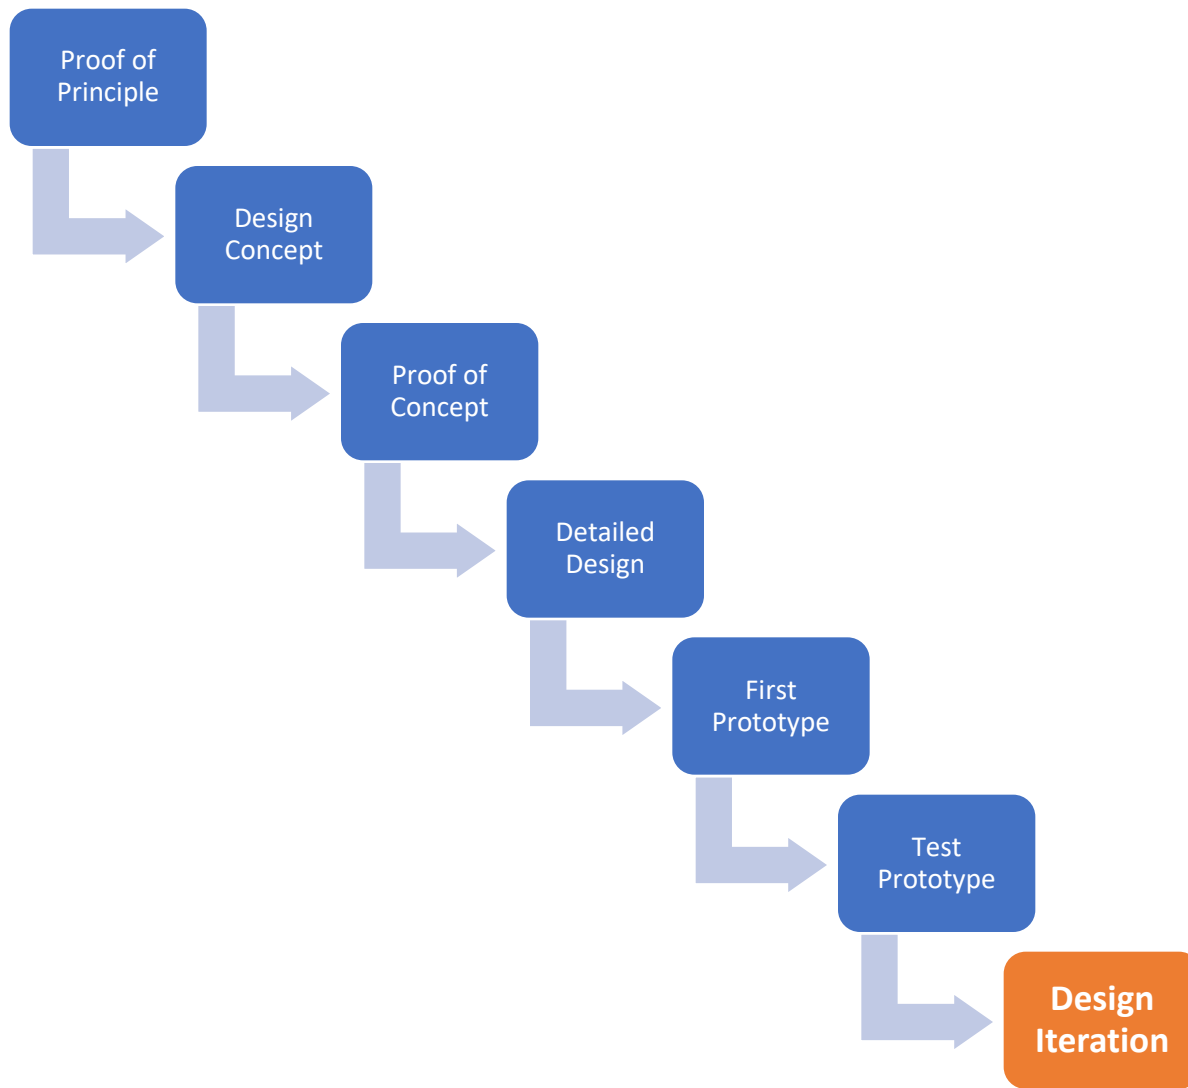 Proof of
Principle
Design
Concept
Proof of
Concept
Detailed
Design
First
Prototype
Test
Prototype
Design
Iteration